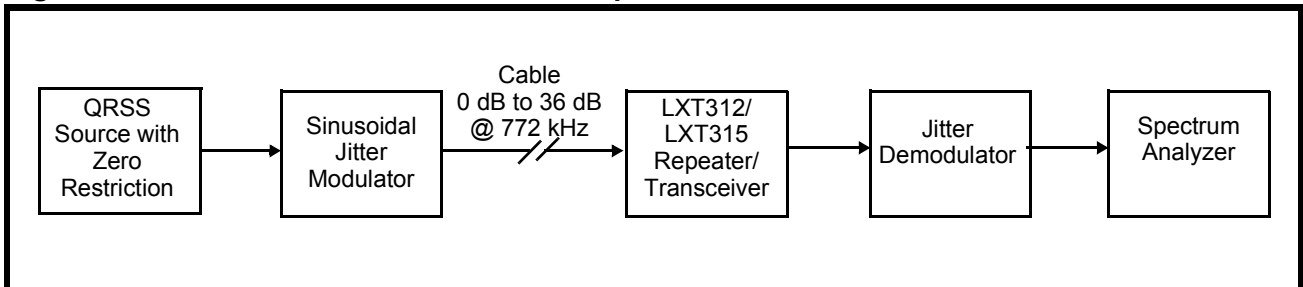 QRSS
Source with
Zero
Restriction
Sinusoidal
Jitter
Modulator
Cable
0 dB to 36 dB
@ 772 kHz
LXT312/
LXT315
Repeater/
Transceiver
Jitter
Demodulator
Spectrum
Analyzer